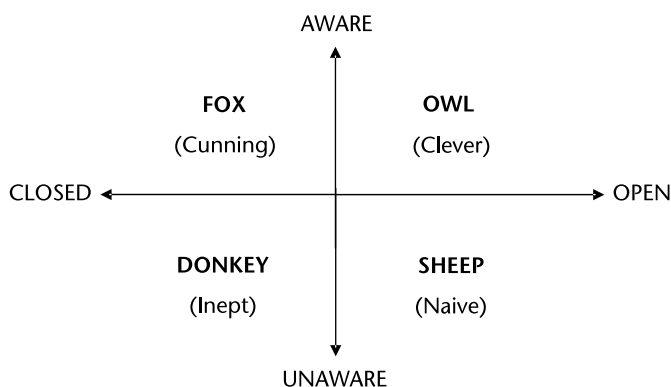 AWARE
FOX OWL
(Cunning) (Clever)
CLOSED OPEN
DONKEY SHEEP
(Inept) (Naive)
UNAWARE